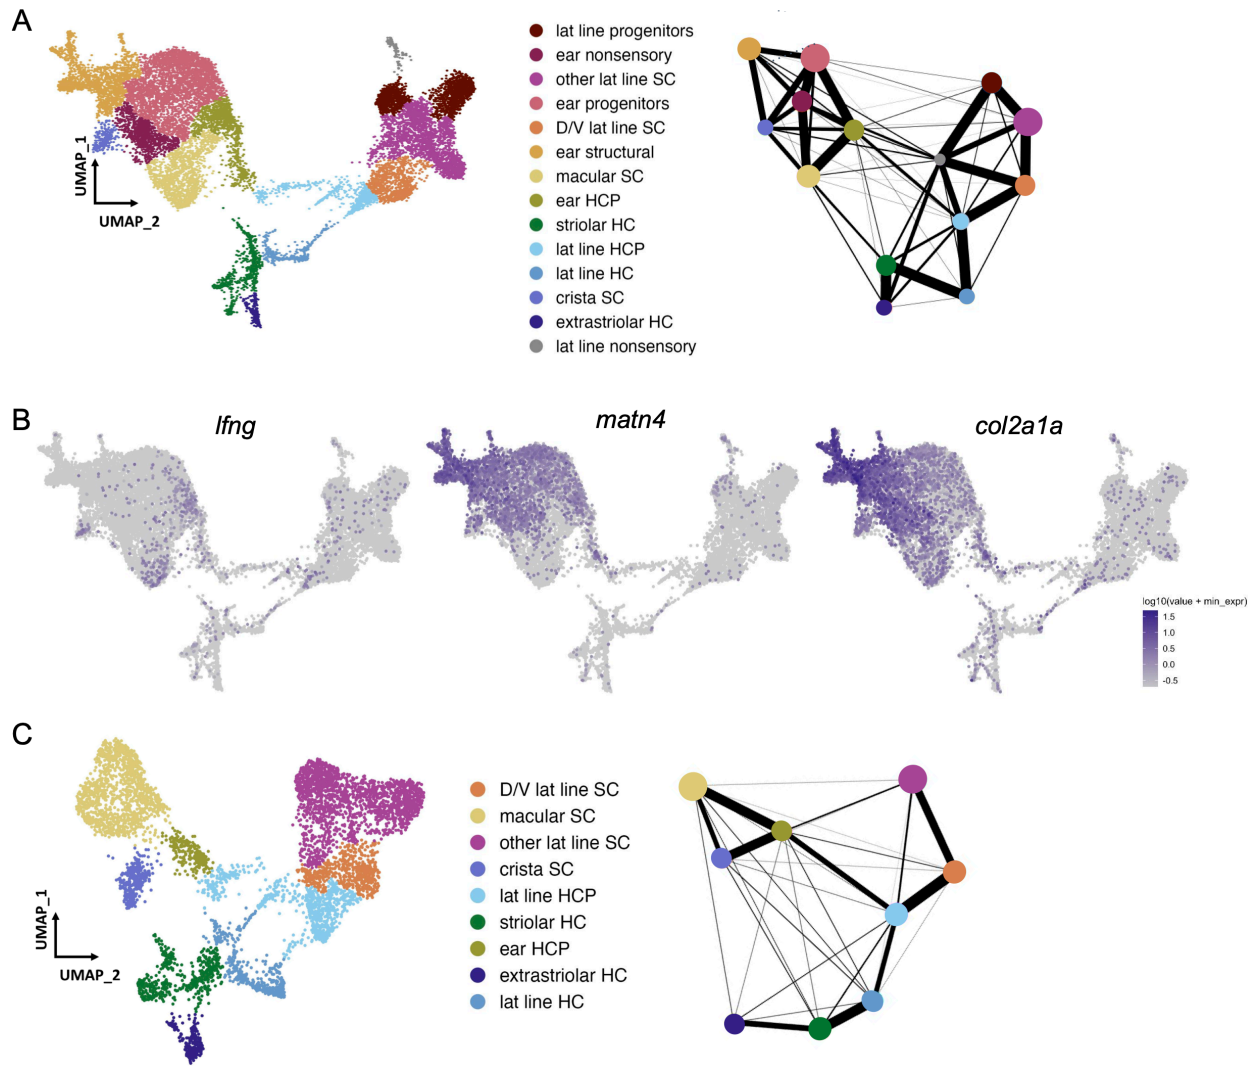 A
UMAP_1
UMAP_2
lat line progenitors
ear nonsensory
other lat line SC
ear progenitors
D/V lat line SC
ear structural
macular SC
ear HCP
striolar HC
lat line HCP
lat line HC
crista SC
extrastriolar HC
lat line nonsensory
B
lfng
matn4
col2a1a
log10(value + min_expr)
1.5
1.0
0.5
0.0
-0.5
C
UMAP_1
UMAP_2
D/V lat line SC
macular SC
other lat line SC
crista SC
lat line HCP
striolar HC
ear HCP
extrastriolar HC
lat line HC